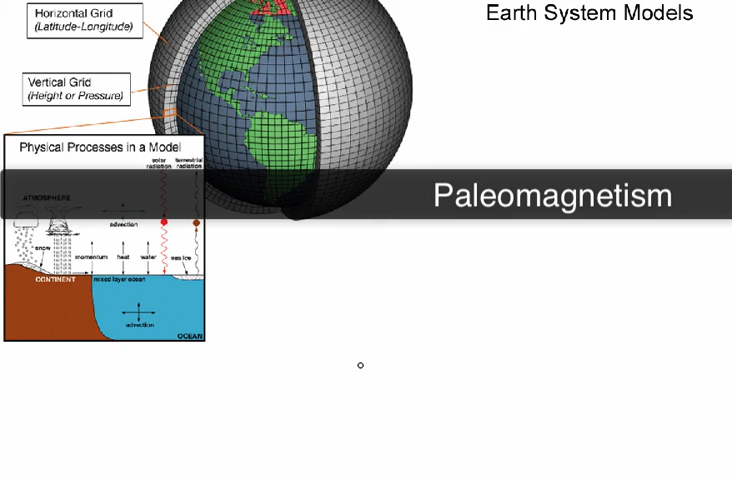 Horizontal Grid
(Latitude-Longitude)
Earth System Models
Vertical Grid
(Height or Pressure)
Physical Processes in a Model
solar
radiation
terrestrial
radiation
Paleomagnetism
ATMOSPHERE
advection
snow
momentum heat water sea ice
CONTINENT
mixed layer ocean
advection
OCEAN